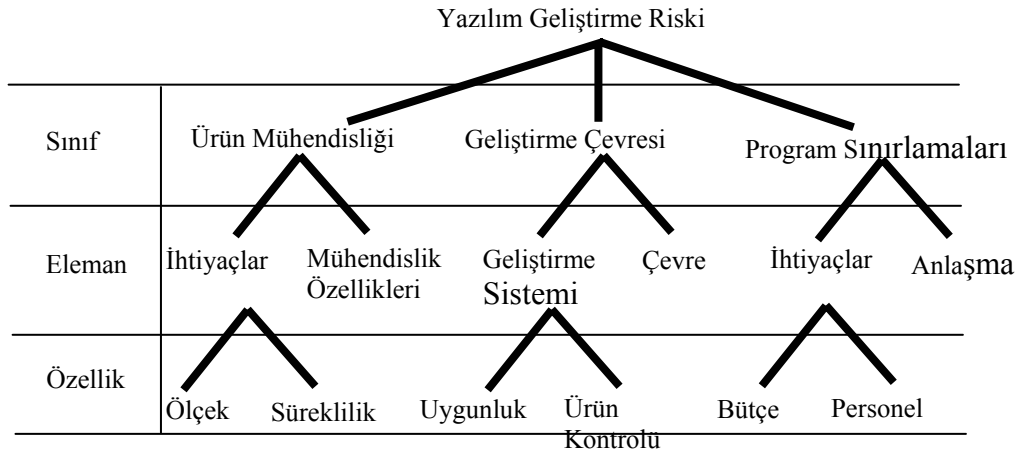 Yazılım Geliştirme Riski
Sınıf
Ürün Mühendisliği
Geliştirme Çevresi
Program Sınırlamaları
Eleman
İhtiyaçlar
Mühendislik
Özellikleri
Geliştirme
Sistemi
Çevre
İhtiyaçlar
Anlaşma
Özellik
Ölçek
Süreklilik
Uygunluk
Ürün
Kontrolü
Bütçe
Personel